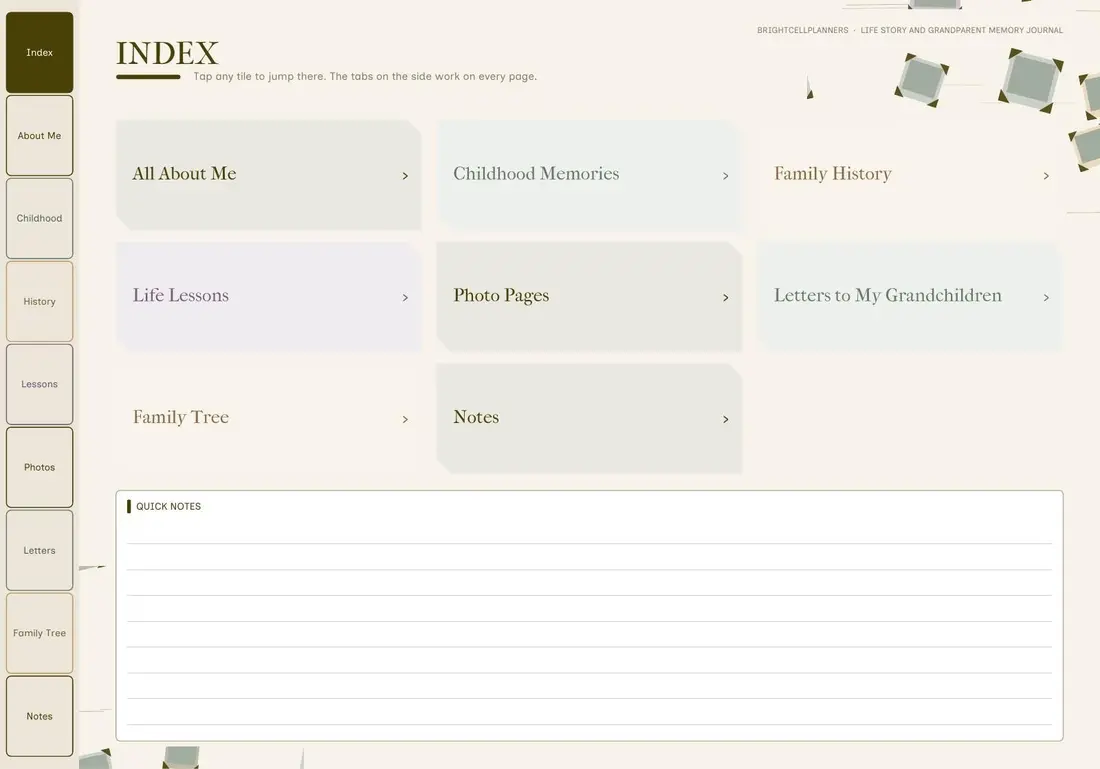 Index
About Me
Childhood
History
Lessons
Photos
Letters
Family Tree
Notes
BRIGHTCELLPLANNERS · LIFE STORY AND GRANDPARENT MEMORY JOURNAL
INDEX
Tap any tile to jump there. The tabs on the side work on every page.
All About Me ›
Childhood Memories ›
Family History ›
Life Lessons ›
Photo Pages ›
Letters to My Grandchildren ›
Family Tree ›
Notes ›
QUICK NOTES